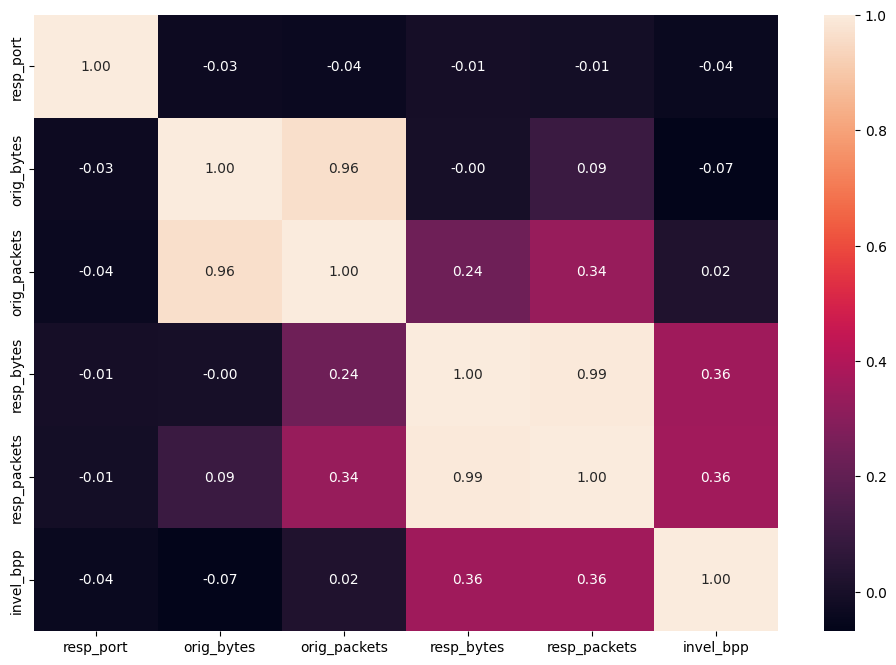 resp_port 1.00 -0.03 -0.04 -0.01 -0.01 -0.04
orig_bytes -0.03 1.00 0.96 -0.00 0.09 -0.07
orig_packets -0.04 0.96 1.00 0.24 0.34 0.02
resp_bytes -0.01 -0.00 0.24 1.00 0.99 0.36
resp_packets -0.01 0.09 0.34 0.99 1.00 0.36
invel_bpp -0.04 -0.07 0.02 0.36 0.36 1.00
resp_port orig_bytes orig_packets resp_bytes resp_packets invel_bpp
1.0
0.8
0.6
0.4
0.2
0.0